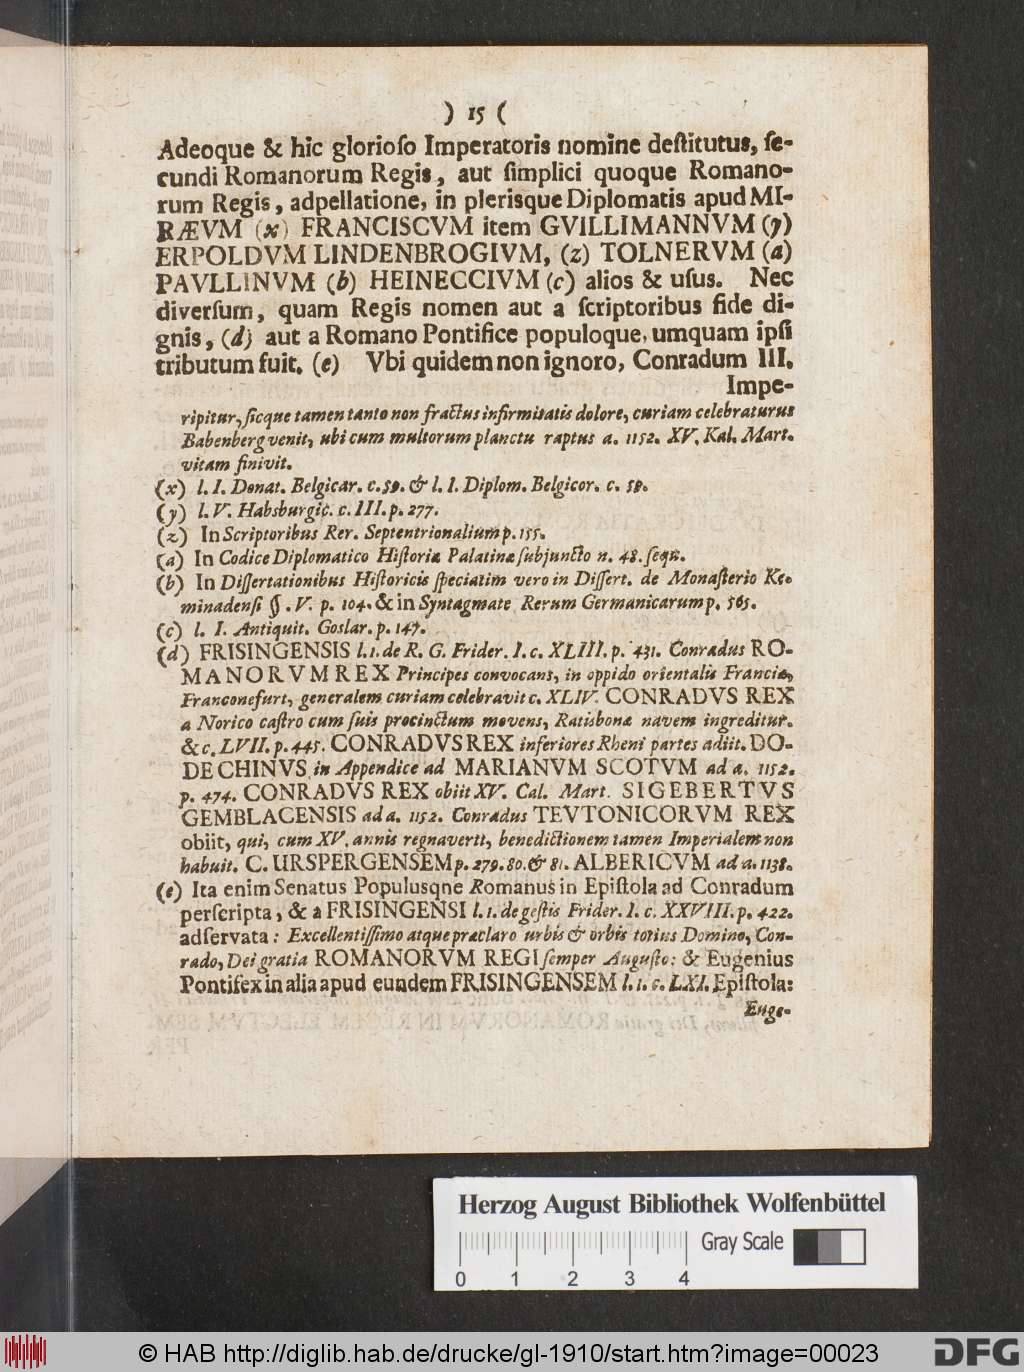 ) 15 (
Adeoque & hic glorioſo Imperatoris nomine deſtitutus, ſe-
cundi Romanorum Regis, aut ſimplici quoque Romano-
rum Regis, adpellatione, in plerisque Diplomatis apud MI-
RÆVM (x) FRANCISCVM item GVILLIMANNVM (y)
ERPOLDVM LINDENBROGIVM, (z) TOLNERVM (a)
PAVLLINVM (b) HEINECCIVM (c) alios & uſus. Nec
diverſum, quam Regis nomen aut a ſcriptoribus fide di-
gnis, (d) aut a Romano Pontifice populoque, umquam ipſi
tributum fuit. (e) Vbi quidem non ignoro, Conradum III.
Impe-
ripitur, ſicque tamen tanto non fractus infirmitatis dolore, curiam celebraturus
Babenberg venit, ubi cum multorum planctu raptus a. 1152. XV. Kal. Mart.
vitam finivit.
(x) l. I. Donat. Belgicar. c. 59. & l. I. Diplom. Belgicor. c. 58.
(y) l. V. Habsburgic. c. III. p. 277.
(z) In Scriptoribus Rer. Septentrionalium p. 155.
(a) In Codice Diplomatico Hiſtoriæ Palatinæ ſubjuncto n. 48. ſeqn.
(b) In Diſſertationibus Hiſtoricis ſpeciatim vero in Diſſert. de Monaſterio Ke-
minadenſi §. V. p. 104. & in Syntagmate Rerum Germanicarum p. 565.
(c) l. I. Antiquit. Goslar. p. 147.
(d) FRISINGENSIS l. 1. de R. G. Frider. I. c. XLIII. p. 431. Conradus RO-
MANORVM REX Principes convocans, in oppido orientalis Franciæ,
Franconefurt, generalem curiam celebravit c. XLIV. CONRADVS REX
a Norico caſtro cum ſuis procinctum movens, Ratisbonæ navem ingreditur.
& c. LVII. p. 445. CONRADVS REX inferiores Rheni partes adiit. DO-
DECHINVS in Appendice ad MARIANVM SCOTVM ad a. 1152.
p. 474. CONRADVS REX obiit XV. Cal. Mart. SIGEBERTVS
GEMBLACENSIS ad a. 1152. Conradus TEVTONICORVM REX
obiit, qui, cum XV. annis regnaverit, benedictionem tamen Imperialem non
habuit. C. URSPERGENSEM p. 279. 80. & 81. ALBERICVM ad a. 1138.
(e) Ita enim Senatus Populusqne Romanus in Epiſtola ad Conradum
perſcripta, & a FRISINGENSI l. 1. de geſtis Frider. I. c. XXVIII. p. 422.
adſervata: Excellentiſſimo atque præclaro urbis & orbis totius Domino, Con-
rado, Dei gratia ROMANORVM REGI ſemper Auguſto: & Eugenius
Pontifex in alia apud eundem FRISINGENSEM l. 1. c. LXI. Epiſtola:
Euge-
Herzog August Bibliothek Wolfenbüttel
Gray Scale
0 1 2 3 4
© HAB http://diglib.hab.de/drucke/gl-1910/start.htm?image=00023
DFG